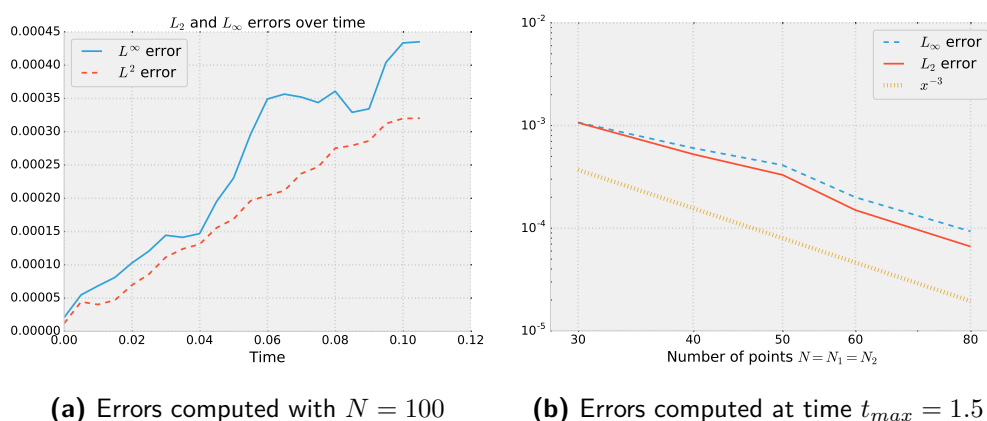 L₂ and L∞ errors over time
0.00045
0.00040
0.00035
0.00030
0.00025
0.00020
0.00015
0.00010
0.00005
0.00000
L^∞ error
L² error
0.00 0.02 0.04 0.06 0.08 0.10 0.12
Time
(a) Errors computed with N = 100
10⁻²
10⁻³
10⁻⁴
10⁻⁵
L∞ error
L₂ error
x⁻³
30 40 50 60 80
Number of points N = N₁ = N₂
(b) Errors computed at time t_{max} = 1.5